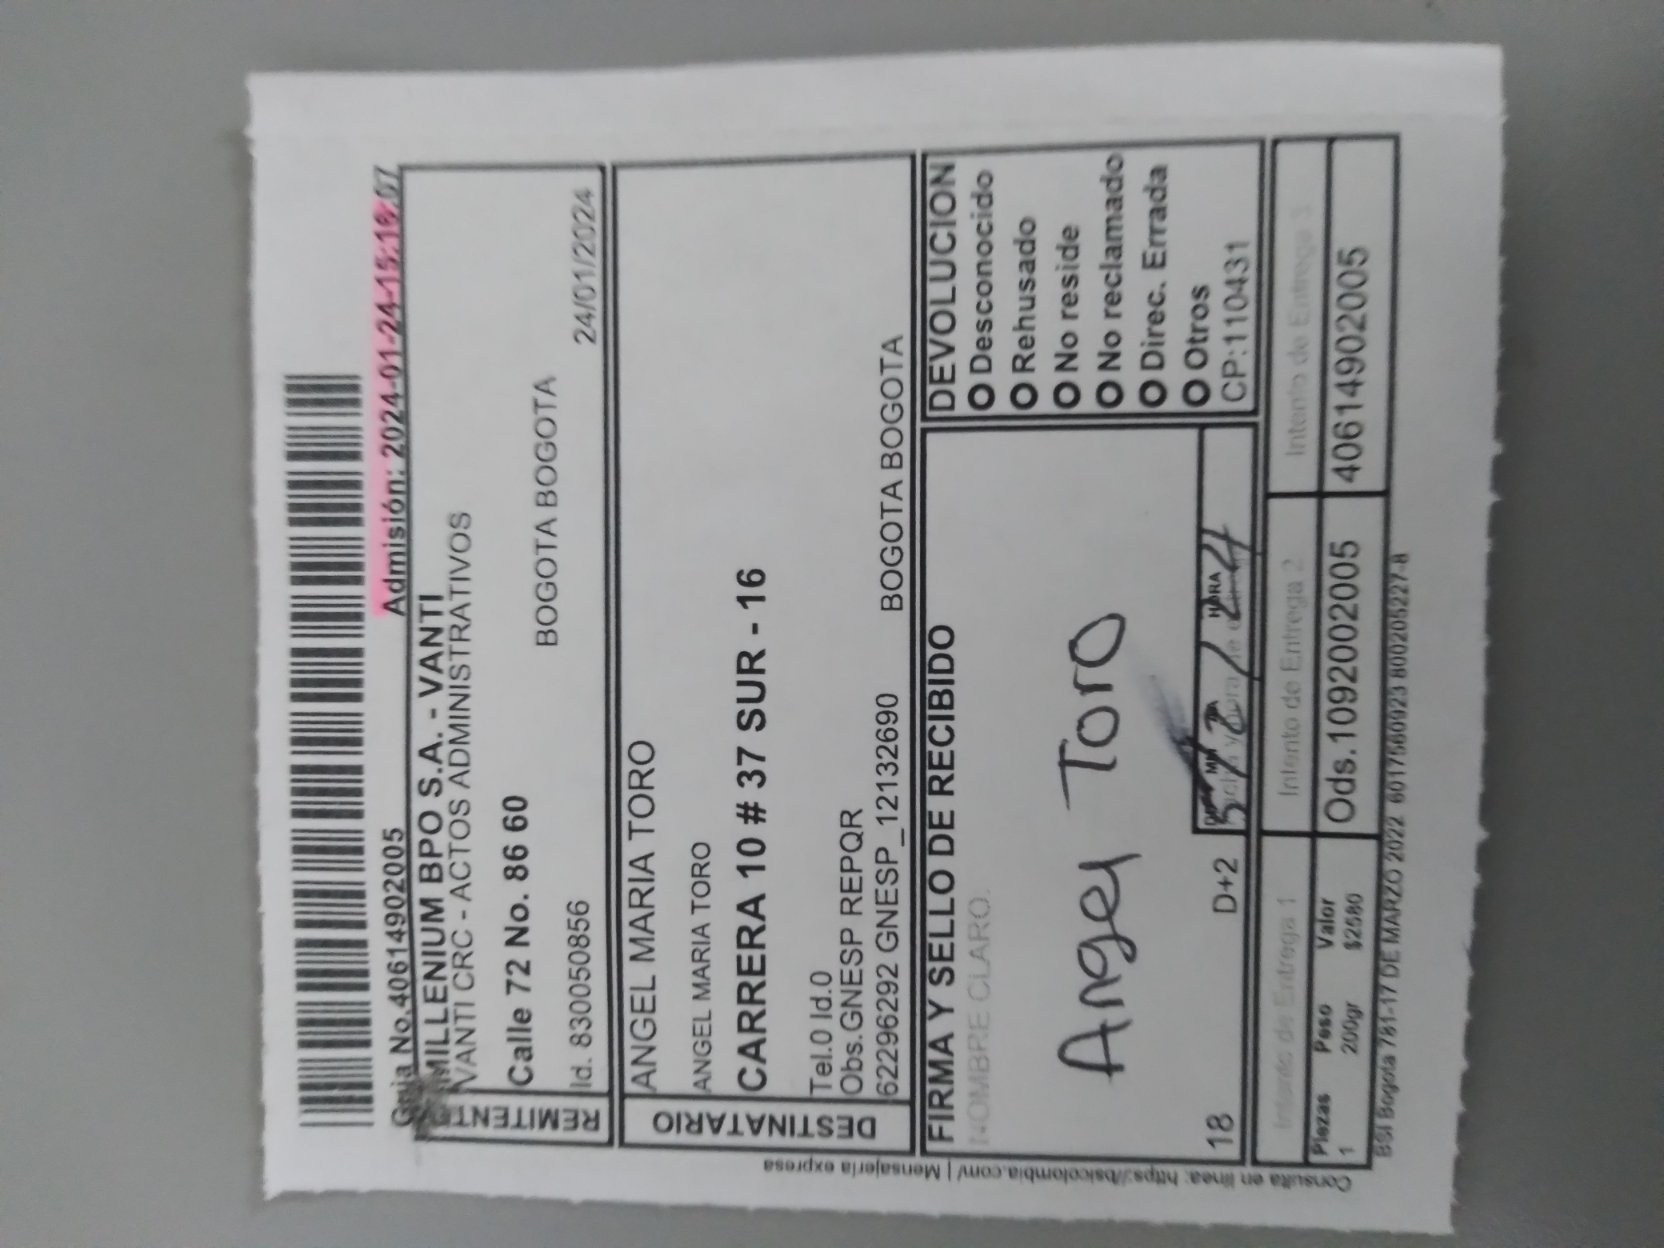 Guia No.40614902005 Admisión: 2024-01-24-15:16:07
REMITENTE
MILLENIUM BPO S.A. - VANTI
VANTI CRC - ACTOS ADMINISTRATIVOS
Calle 72 No. 86 60
BOGOTA BOGOTA
Id. 830050856 24/01/2024
DESTINATARIO
ANGEL MARIA TORO
ANGEL MARIA TORO
CARRERA 10 # 37 SUR - 16
Tel.0 Id.0
Obs.GNESP REPQR
62296292 GNESP_12132690 BOGOTA BOGOTA
FIRMA Y SELLO DE RECIBIDO
NOMBRE CLARO.
Angel Toro
18 D+2
HORA
DEVOLUCION
Desconocido
Rehusado
No reside
No reclamado
Direc. Errada
Otros
CP:110431
Intento de Entrega 1 Intento de Entrega 2 Intento de Entrega 3
Piezas Peso Valor
1 200gr $2580
Ods.1092002005 40614902005
BSI Bogota 781-17 DE MARZO 2022 6017560923 800205227-8
Consulta en linea: https://bsicolombia.com/ | Mensajeria expresa